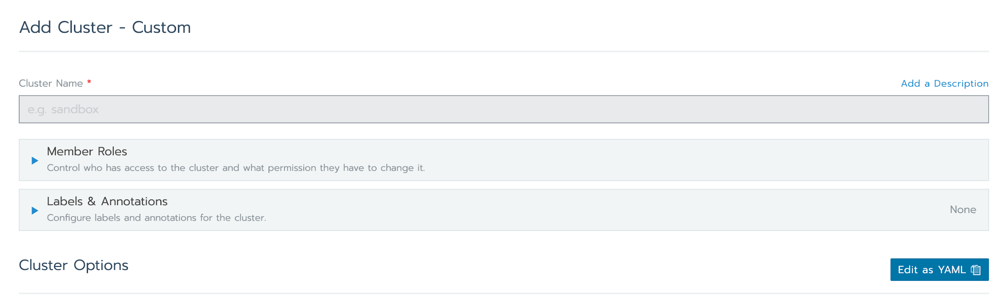 Add Cluster - Custom
Cluster Name *
Add a Description
e.g. sandbox
Member Roles
Control who has access to the cluster and what permission they have to change it.
Labels & Annotations
Configure labels and annotations for the cluster.
None
Cluster Options
Edit as YAML